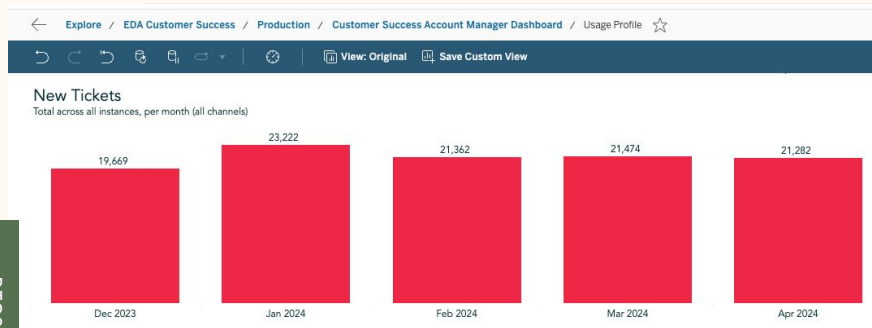 Explore / EDA Customer Success / Production / Customer Success Account Manager Dashboard / Usage Profile
View: Original Save Custom View
New Tickets
Total across all instances, per month (all channels)
19,669 23,222 21,362 21,474 21,282
Dec 2023 Jan 2024 Feb 2024 Mar 2024 Apr 2024